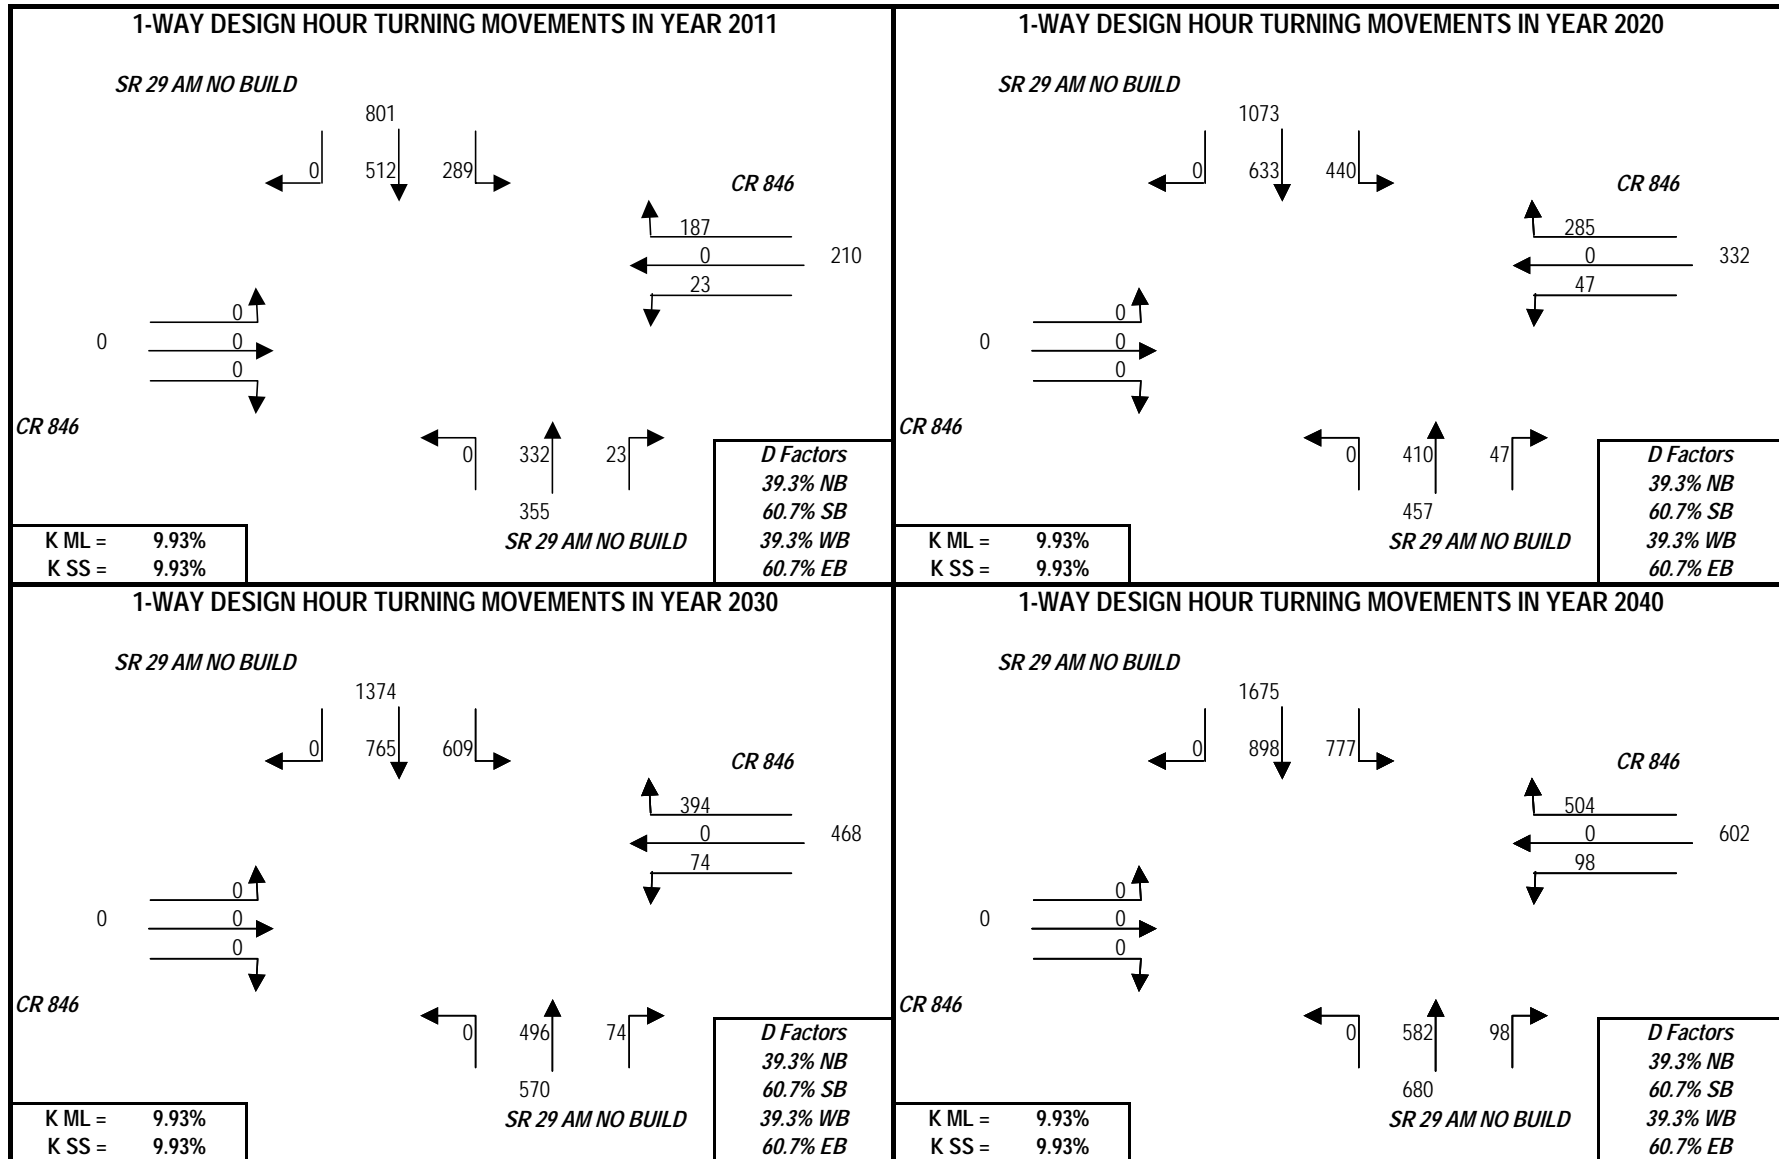 1-WAY DESIGN HOUR TURNING MOVEMENTS IN YEAR 2011
SR 29 AM NO BUILD
801
0 512 289
CR 846
187
0 210
23
0
0 0
0
CR 846
0 332 23
355
SR 29 AM NO BUILD
D Factors
39.3% NB
60.7% SB
39.3% WB
60.7% EB
K ML = 9.93%
K SS = 9.93%
1-WAY DESIGN HOUR TURNING MOVEMENTS IN YEAR 2020
SR 29 AM NO BUILD
1073
0 633 440
CR 846
285
0 332
47
0
0 0
0
CR 846
0 410 47
457
SR 29 AM NO BUILD
D Factors
39.3% NB
60.7% SB
39.3% WB
60.7% EB
K ML = 9.93%
K SS = 9.93%
1-WAY DESIGN HOUR TURNING MOVEMENTS IN YEAR 2030
SR 29 AM NO BUILD
1374
0 765 609
CR 846
394
0 468
74
0
0 0
0
CR 846
0 496 74
570
SR 29 AM NO BUILD
D Factors
39.3% NB
60.7% SB
39.3% WB
60.7% EB
K ML = 9.93%
K SS = 9.93%
1-WAY DESIGN HOUR TURNING MOVEMENTS IN YEAR 2040
SR 29 AM NO BUILD
1675
0 898 777
CR 846
504
0 602
98
0
0 0
0
CR 846
0 582 98
680
SR 29 AM NO BUILD
D Factors
39.3% NB
60.7% SB
39.3% WB
60.7% EB
K ML = 9.93%
K SS = 9.93%